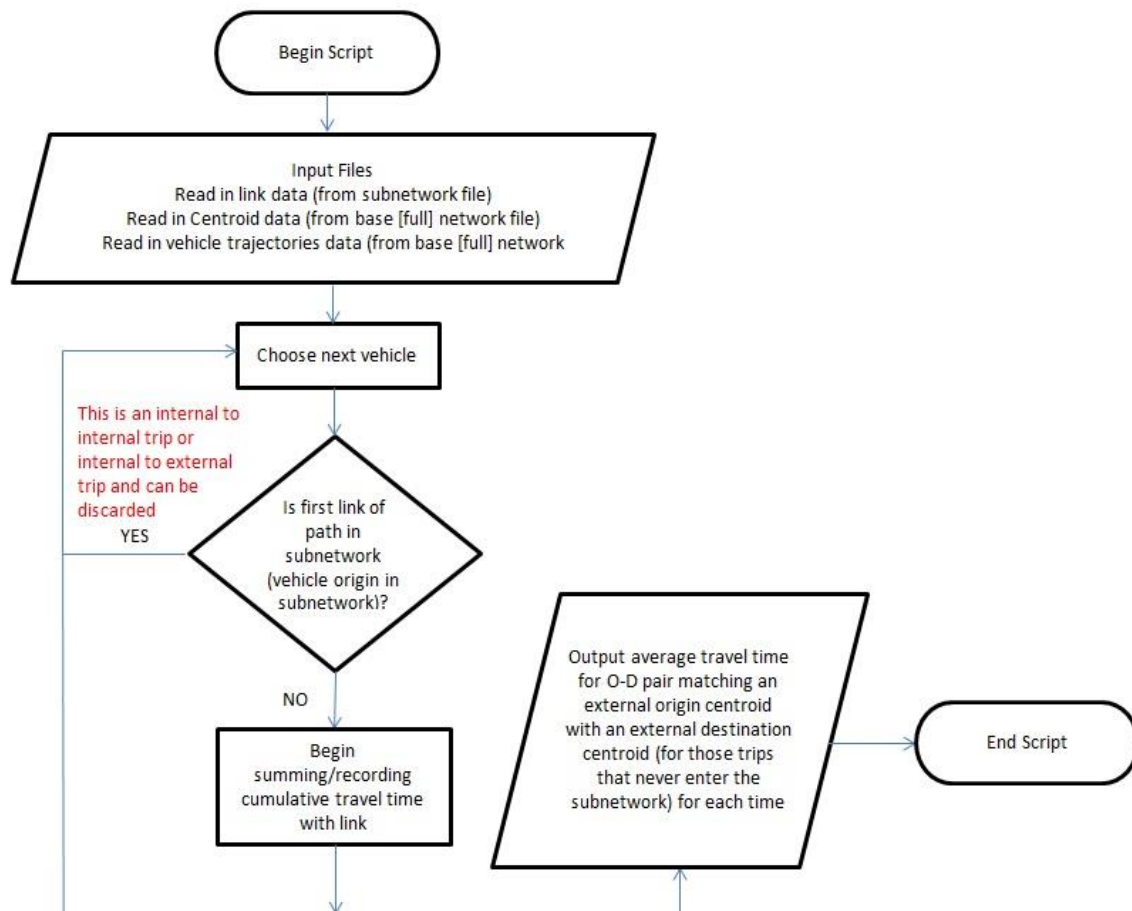 Begin Script
Input Files
Read in link data (from subnetwork file)
Read in Centroid data (from base [full] network file)
Read in vehicle trajectories data (from base [full] network
Choose next vehicle
This is an internal to
internal trip or
internal to external
trip and can be
discarded
YES
Is first link of
path in
subnetwork
(vehicle origin in
subnetwork)?
NO
Begin
summing/recording
cumulative travel time
with link
Output average travel time
for O-D pair matching an
external origin centroid
with an external destination
centroid (for those trips
that never enter the
subnetwork) for each time
End Script